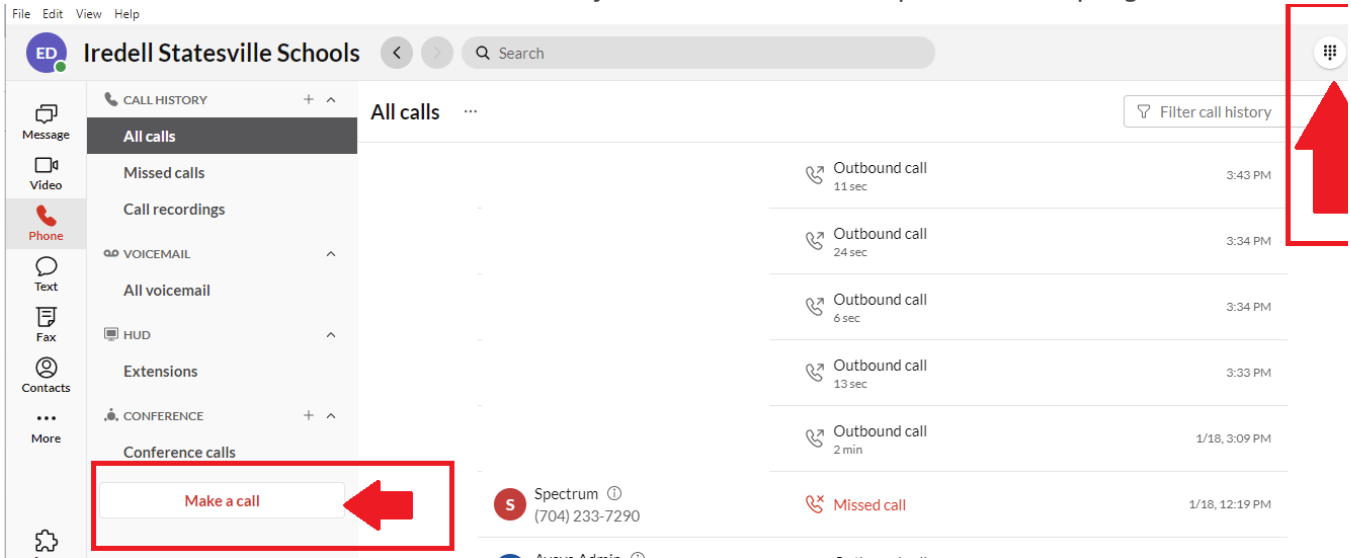 File Edit View Help
ED Iredell Statesville Schools Search
Message
Video
Phone
Text
Fax
Contacts
More
CALL HISTORY
All calls
Missed calls
Call recordings
VOICEMAIL
All voicemail
HUD
Extensions
CONFERENCE
Conference calls
Make a call
All calls ...
Filter call history
Outbound call
11 sec
3:43 PM
Outbound call
24 sec
3:34 PM
Outbound call
6 sec
3:34 PM
Outbound call
13 sec
3:33 PM
Outbound call
2 min
1/18, 3:09 PM
S
Spectrum
(704) 233-7290
Missed call
1/18, 12:19 PM